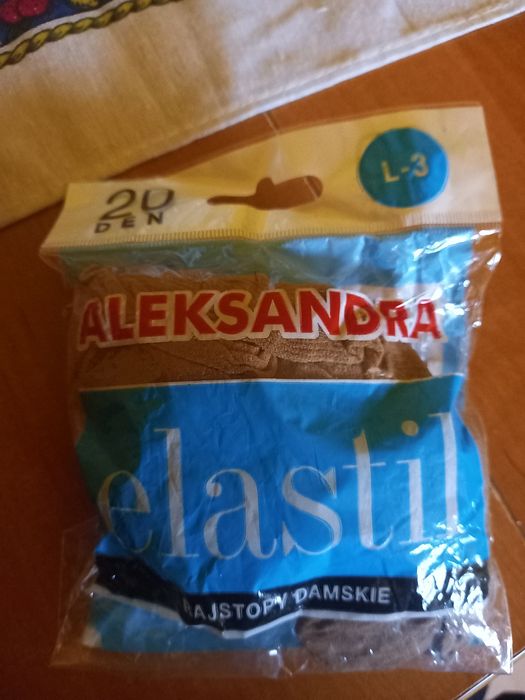 20
DEN
L-3
ALEKSANDRA
elastil
RAJSTOPY DAMSKIE